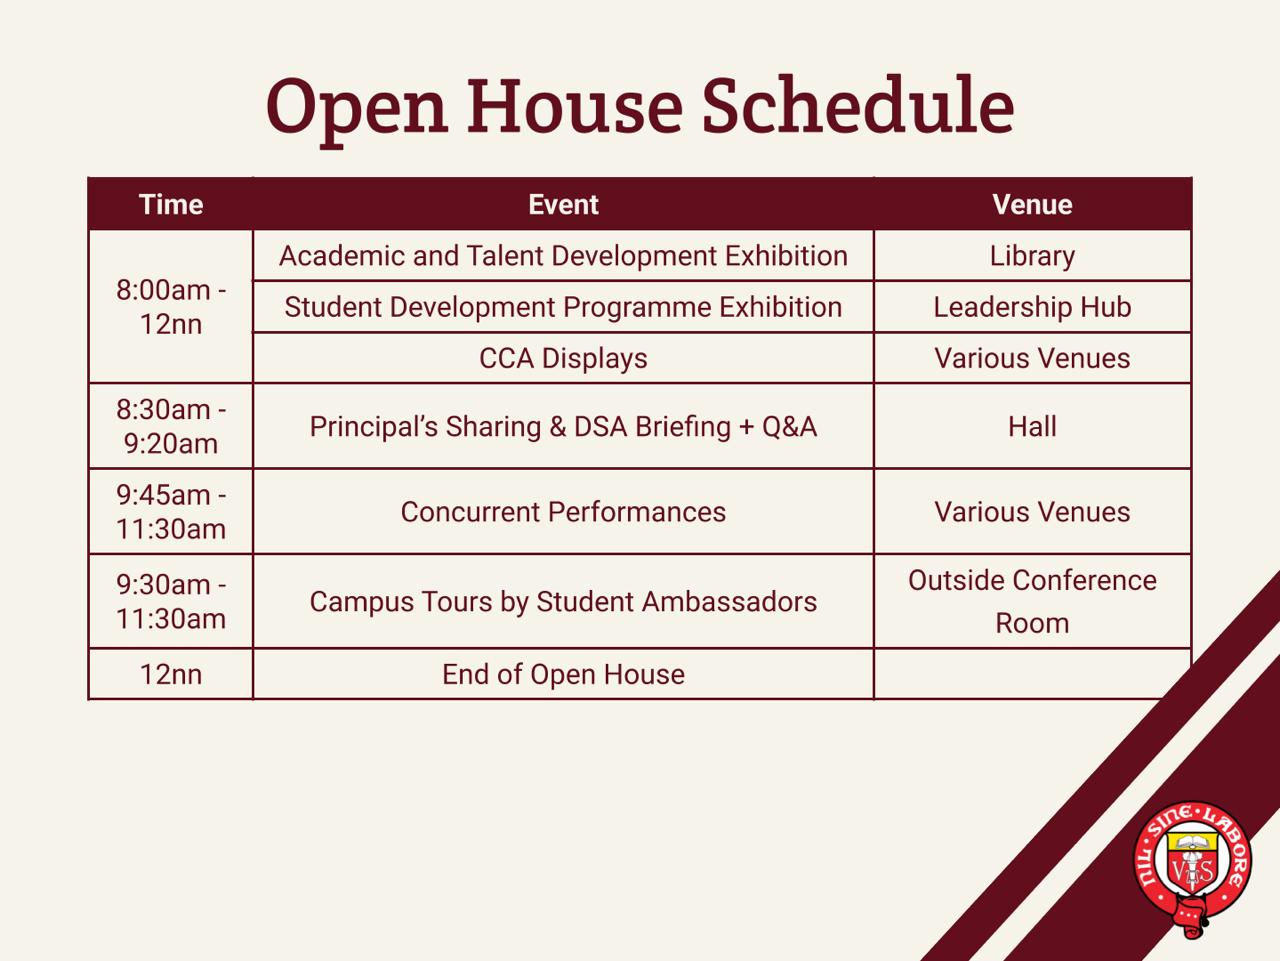 Open House Schedule
Time Event Venue
8:00am -
12nn
Academic and Talent Development Exhibition Library
Student Development Programme Exhibition Leadership Hub
CCA Displays Various Venues
8:30am -
9:20am
Principal’s Sharing & DSA Briefing + Q&A Hall
9:45am -
11:30am
Concurrent Performances Various Venues
9:30am -
11:30am
Campus Tours by Student Ambassadors
Outside Conference
Room
12nn End of Open House
NIL·SINE·LABORE
VIS